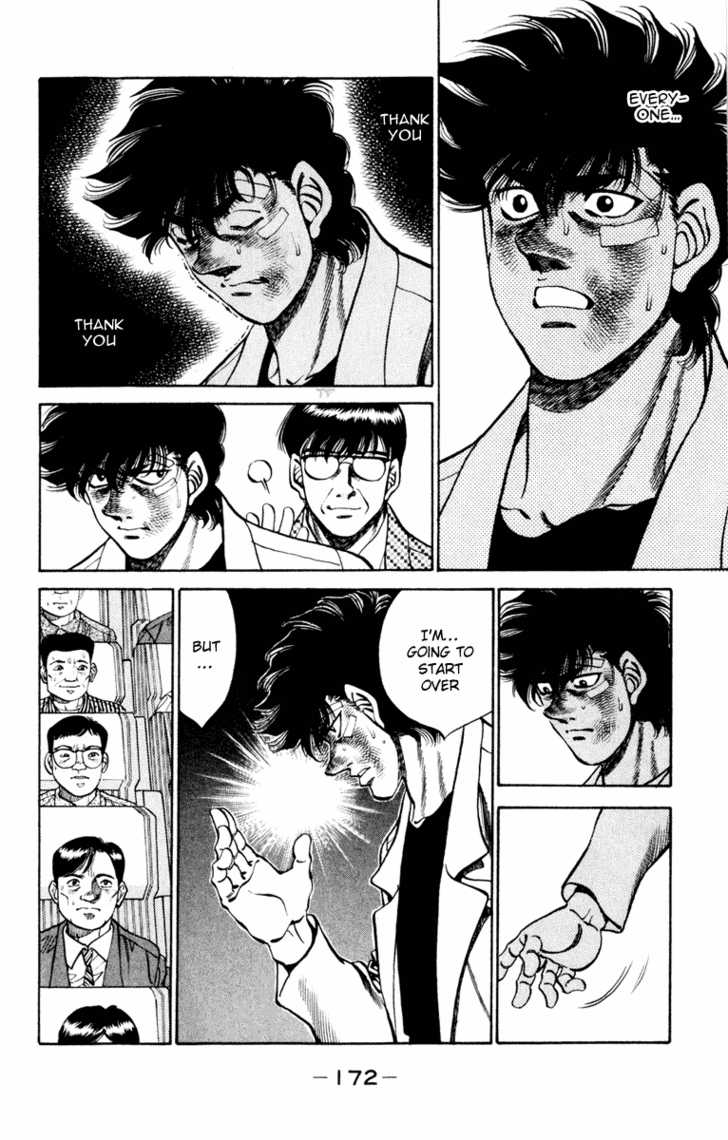 EVERY-
ONE...
THANK
YOU
THANK
YOU
I'M...
GOING TO
START
OVER
BUT
...
- 172 -